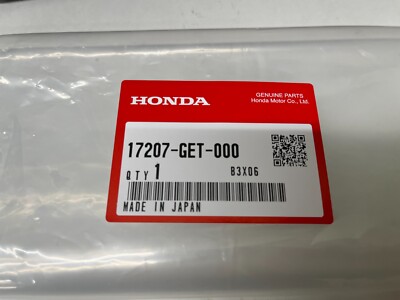 HONDA
GENUINE PARTS
Honda Motor Co., Ltd.
17207-GET-000
QTY 1 B3X06
MADE IN JAPAN